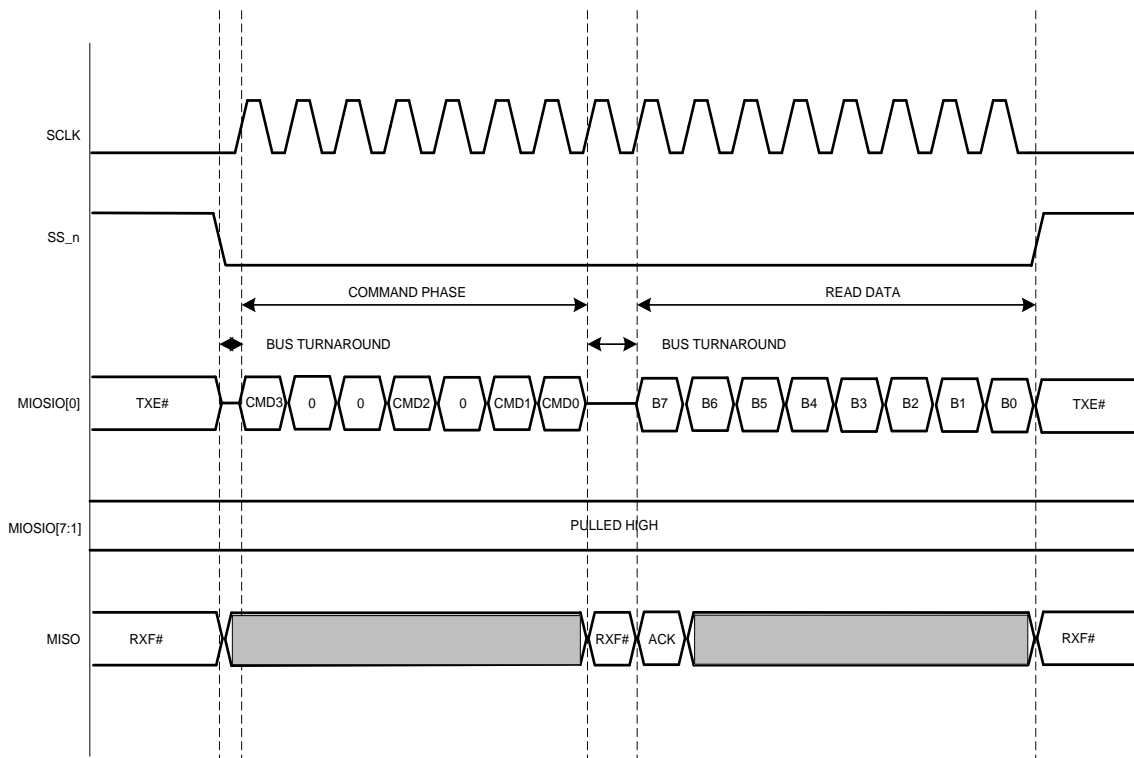 SCLK
SS_n
COMMAND PHASE READ DATA
BUS TURNAROUND BUS TURNAROUND
MIOSIO[0] TXE# CMD3 0 0 CMD2 0 CMD1 CMD0 B7 B6 B5 B4 B3 B2 B1 B0 TXE#
MIOSIO[7:1] PULLED HIGH
MISO RXF# RXF# ACK RXF#